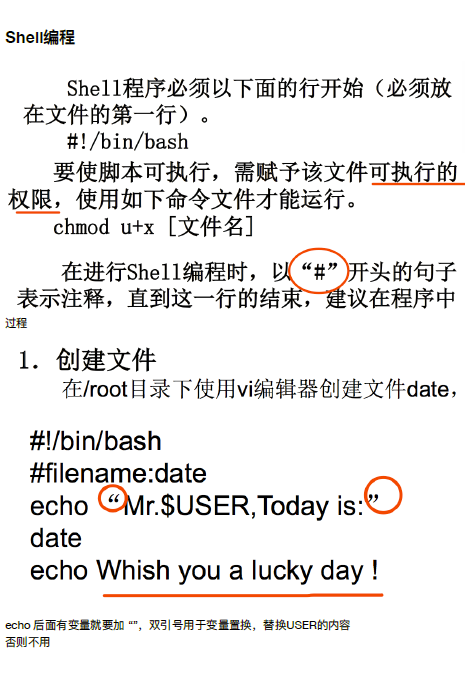 Shell编程
Shell程序必须以下面的行开始（必须放
在文件的第一行）。
#!/bin/bash
要使脚本可执行，需赋予该文件可执行的
权限，使用如下命令文件才能运行。
chmod u+x [文件名]
在进行Shell编程时，以“#”开头的句子
表示注释，直到这一行的结束，建议在程序中
过程
1. 创建文件
在/root目录下使用vi编辑器创建文件date，
#!/bin/bash
#filename:date
echo “Mr.$USER,Today is:”
date
echo Whish you a lucky day !
echo 后面有变量就要加 “”，双引号用于变量置换，替换USER的内容
否则不用